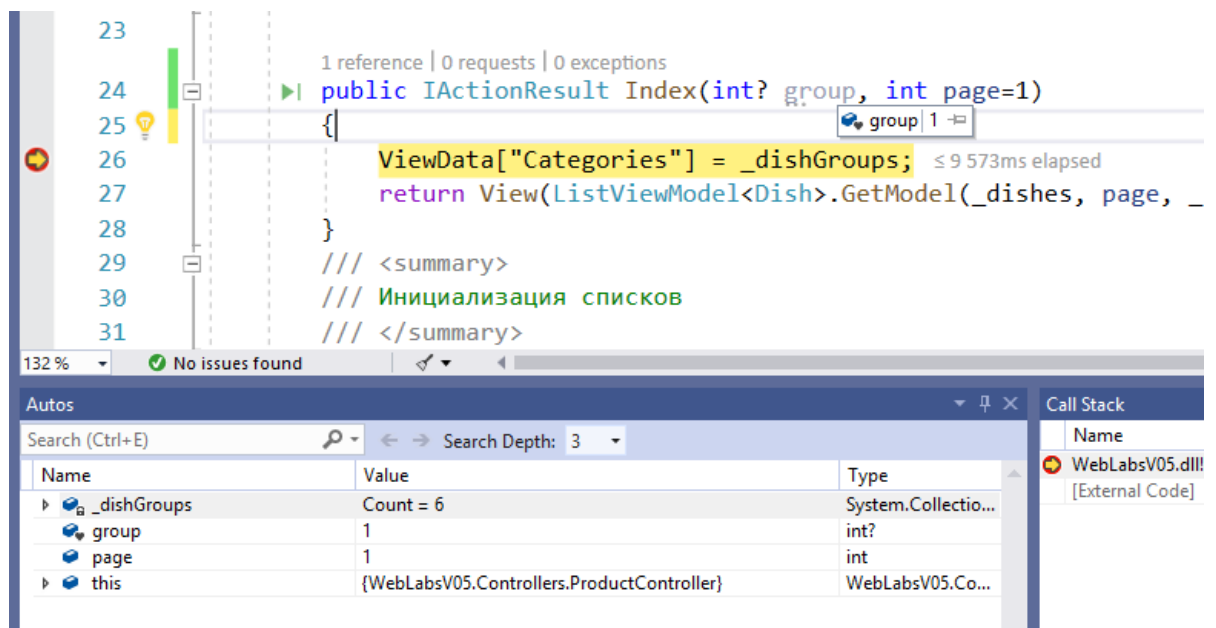 23
1 reference | 0 requests | 0 exceptions
24 public IActionResult Index(int? group, int page=1)
25 {
group 1
26 ViewData["Categories"] = _dishGroups; ≤ 9 573ms elapsed
27 return View(ListViewModel<Dish>.GetModel(_dishes, page, _
28 }
29 /// <summary>
30 /// Инициализация списков
31 /// </summary>
132 % No issues found
Autos
Search (Ctrl+E) Search Depth: 3
Name Value Type
_dishGroups Count = 6 System.Collectio...
group 1 int?
page 1 int
this {WebLabsV05.Controllers.ProductController} WebLabsV05.Co...
Call Stack
Name
WebLabsV05.dll!
[External Code]